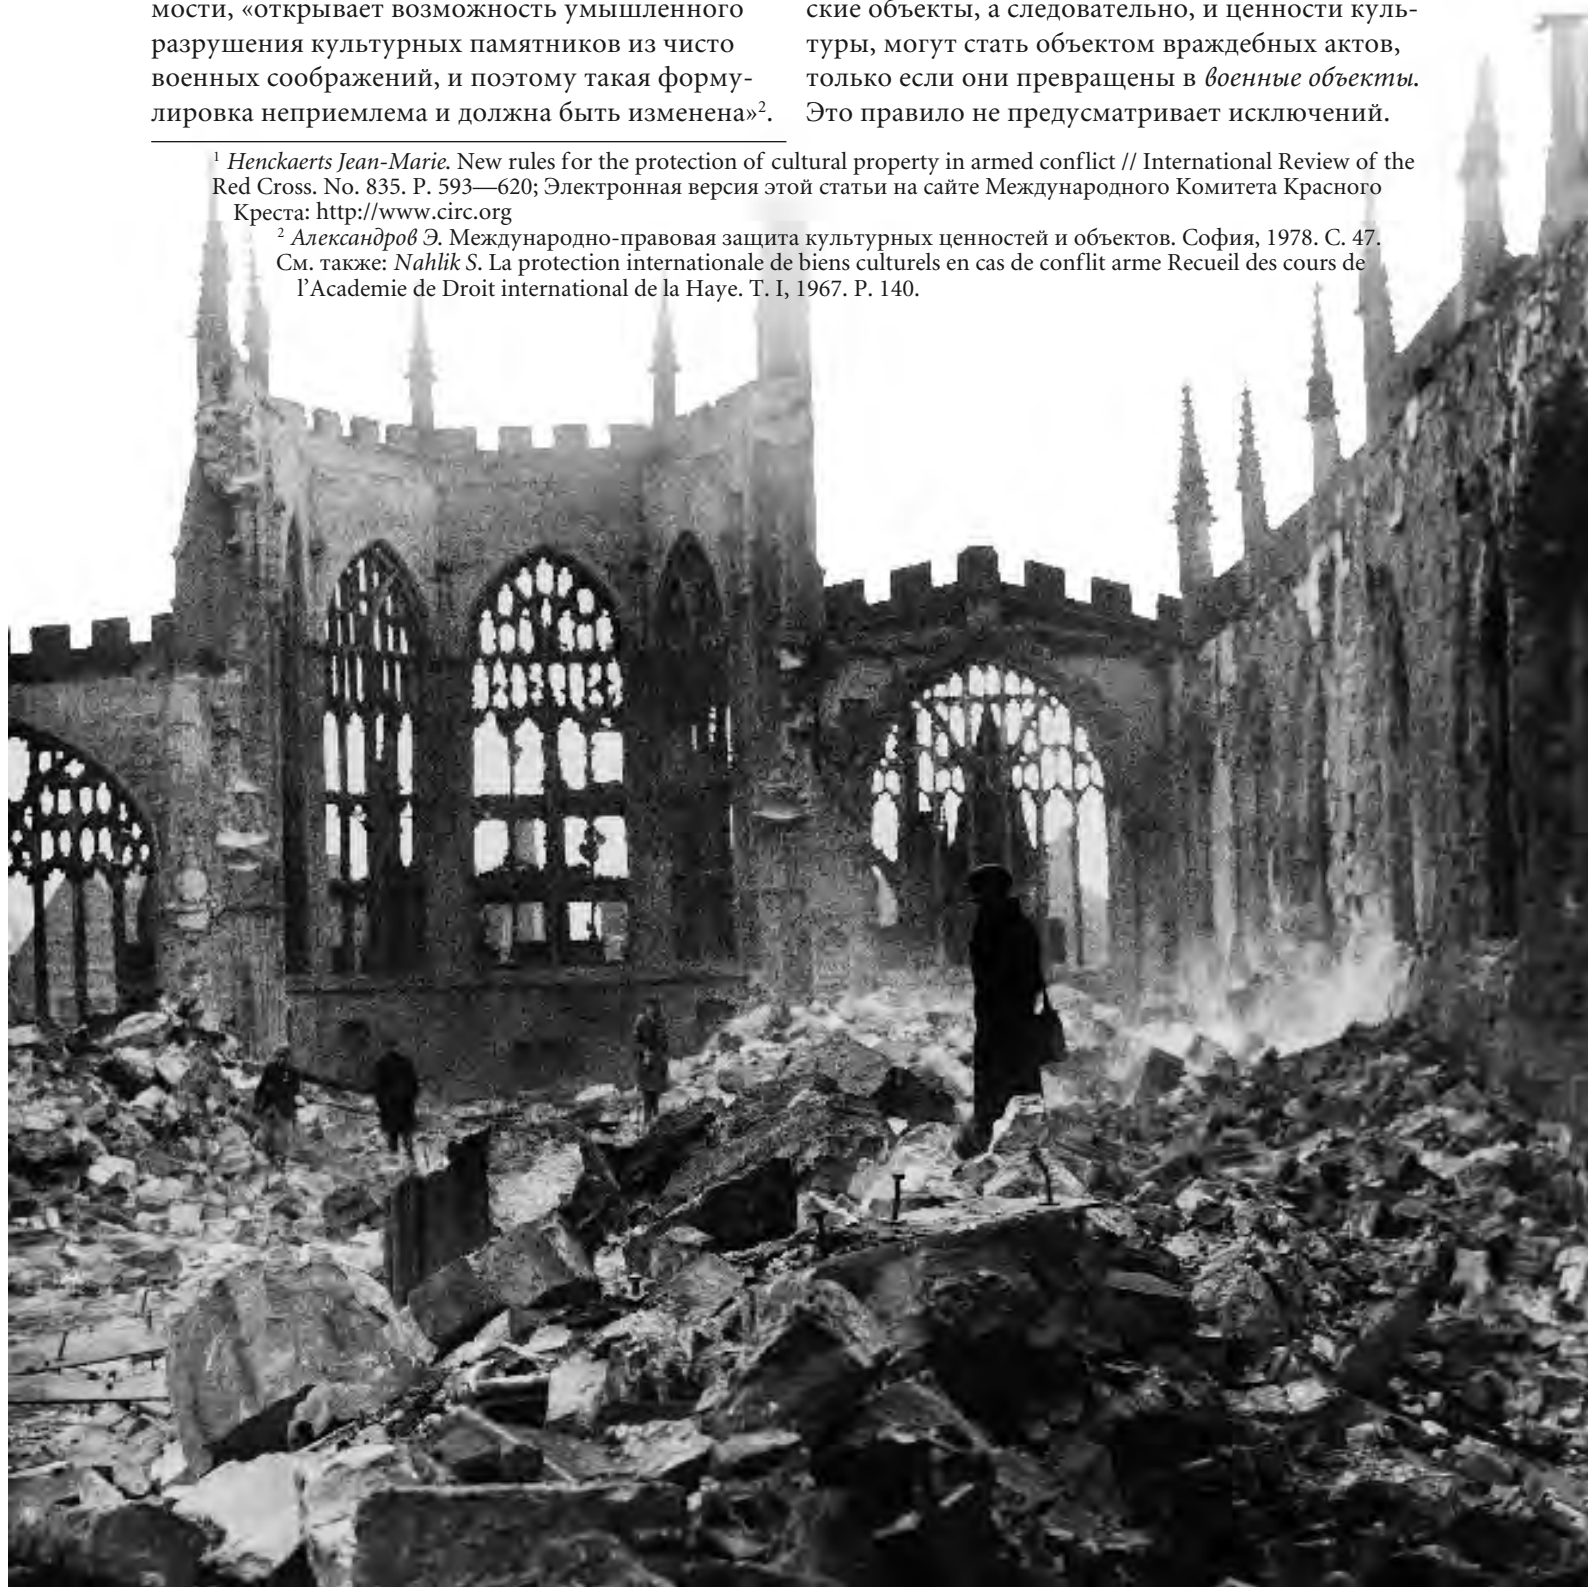 мости, «открывает возможность умышленного
разрушения культурных памятников из чисто
военных соображений, и поэтому такая форму-
лировка неприемлема и должна быть изменена»².
ские объекты, а следовательно, и ценности куль-
туры, могут стать объектом враждебных актов,
только если они превращены в военные объекты.
Это правило не предусматривает исключений.
¹ Henckaerts Jean-Marie. New rules for the protection of cultural property in armed conflict // International Review of the
Red Cross. No. 835. P. 593—620; Электронная версия этой статьи на сайте Международного Комитета Красного
Креста: http://www.circ.org
² Александров Э. Международно-правовая защита культурных ценностей и объектов. София, 1978. С. 47.
См. также: Nahlik S. La protection internationale de biens culturels en cas de conflit arme Recueil des cours de
l’Academie de Droit international de la Haye. T. I, 1967. P. 140.